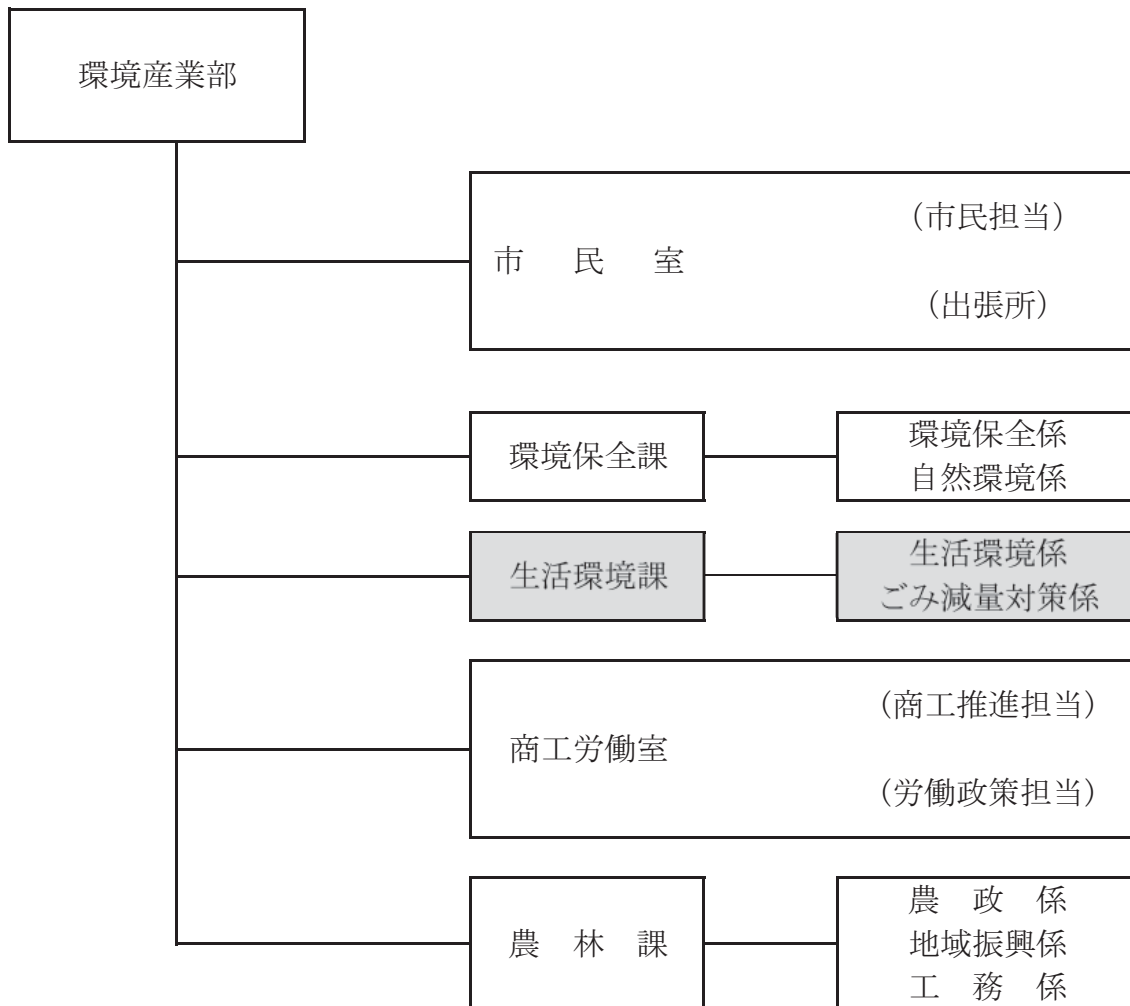 環境産業部
市民室
(市民担当)
(出張所)
環境保全課
環境保全係
自然環境係
生活環境課
生活環境係
ごみ減量対策係
商工労働室
(商工推進担当)
(労働政策担当)
農林課
農政係
地域振興係
工務係